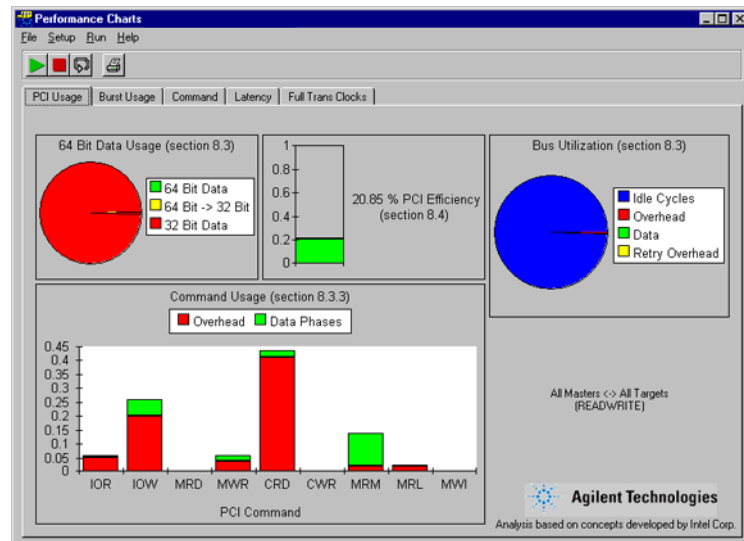 Performance Charts
File Setup Run Help
PCI Usage Burst Usage Command Latency Full Trans Clocks
64 Bit Data Usage (section 8.3)
64 Bit Data
64 Bit -> 32 Bit
32 Bit Data
1
0.8
0.6
0.4
0.2
0
20.85 % PCI Efficiency
(section 8.4)
Bus Utilization (section 8.3)
Idle Cycles
Overhead
Data
Retry Overhead
Command Usage (section 8.3.3)
Overhead Data Phases
0.45
0.4
0.35
0.3
0.25
0.2
0.15
0.1
0.05
0
IOR IOW MRD MWR CRD CWR MRM MRL MWI
PCI Command
All Masters <-> All Targets
(READWRITE)
Agilent Technologies
Analysis based on concepts developed by Intel Corp.